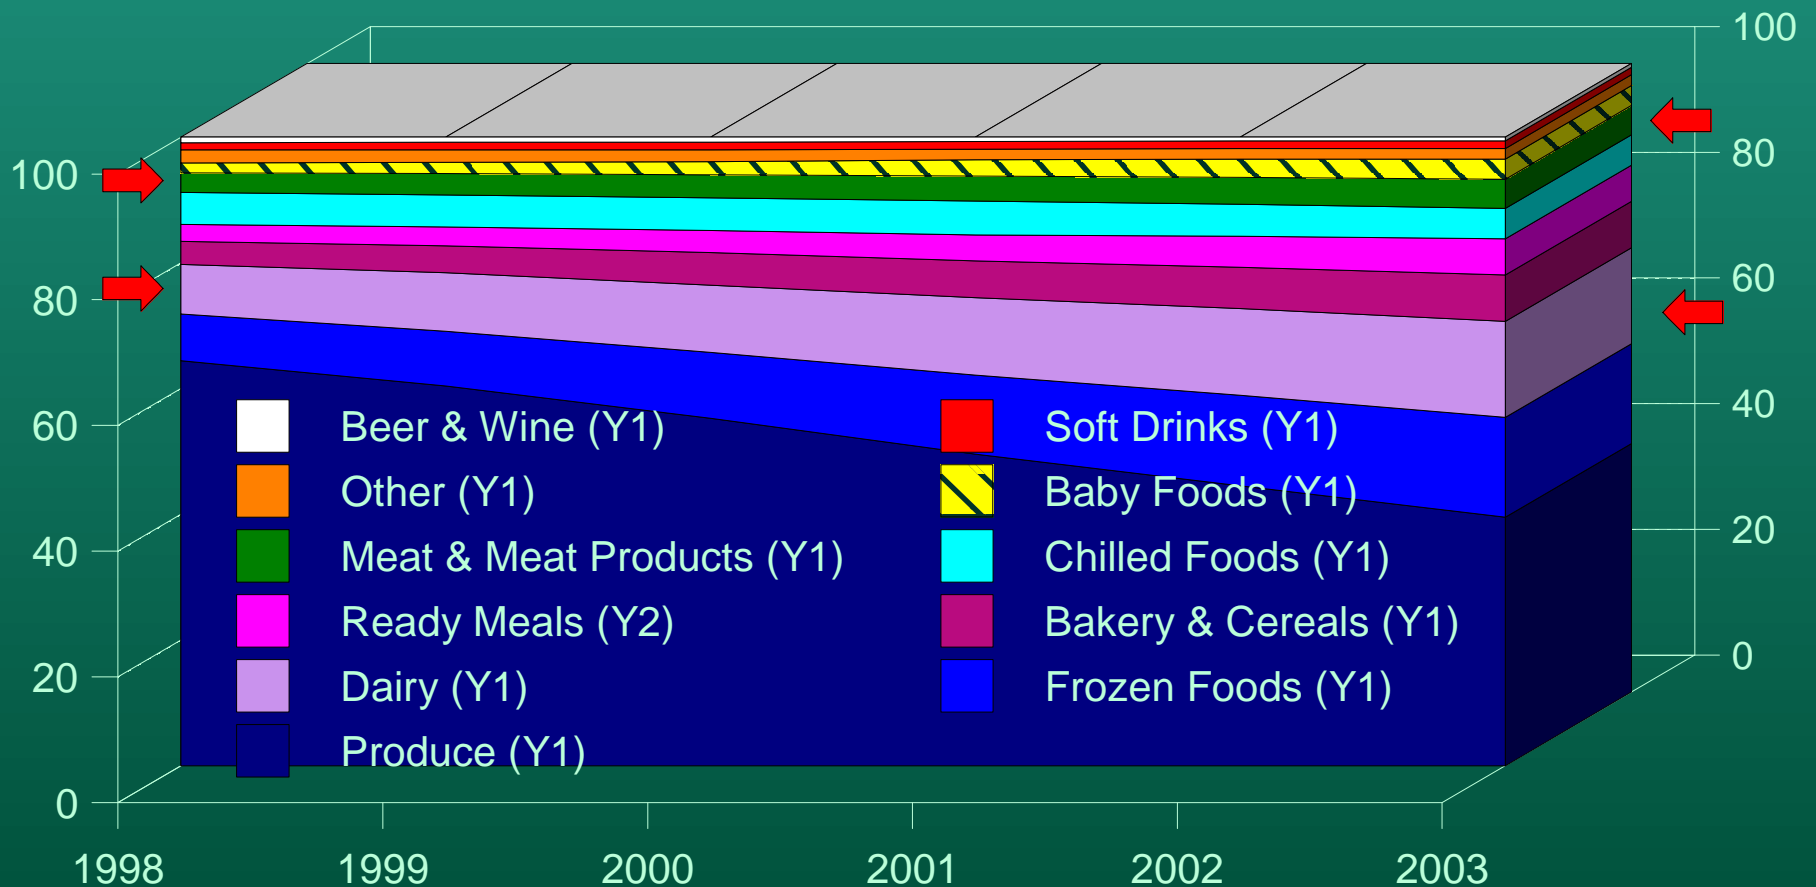 100
100
80
80
60
60
40
40
20
20
0
0
Beer & Wine (Y1)
Soft Drinks (Y1)
Other (Y1)
Baby Foods (Y1)
Meat & Meat Products (Y1)
Chilled Foods (Y1)
Ready Meals (Y2)
Bakery & Cereals (Y1)
Dairy (Y1)
Frozen Foods (Y1)
Produce (Y1)
1998 1999 2000 2001 2002 2003